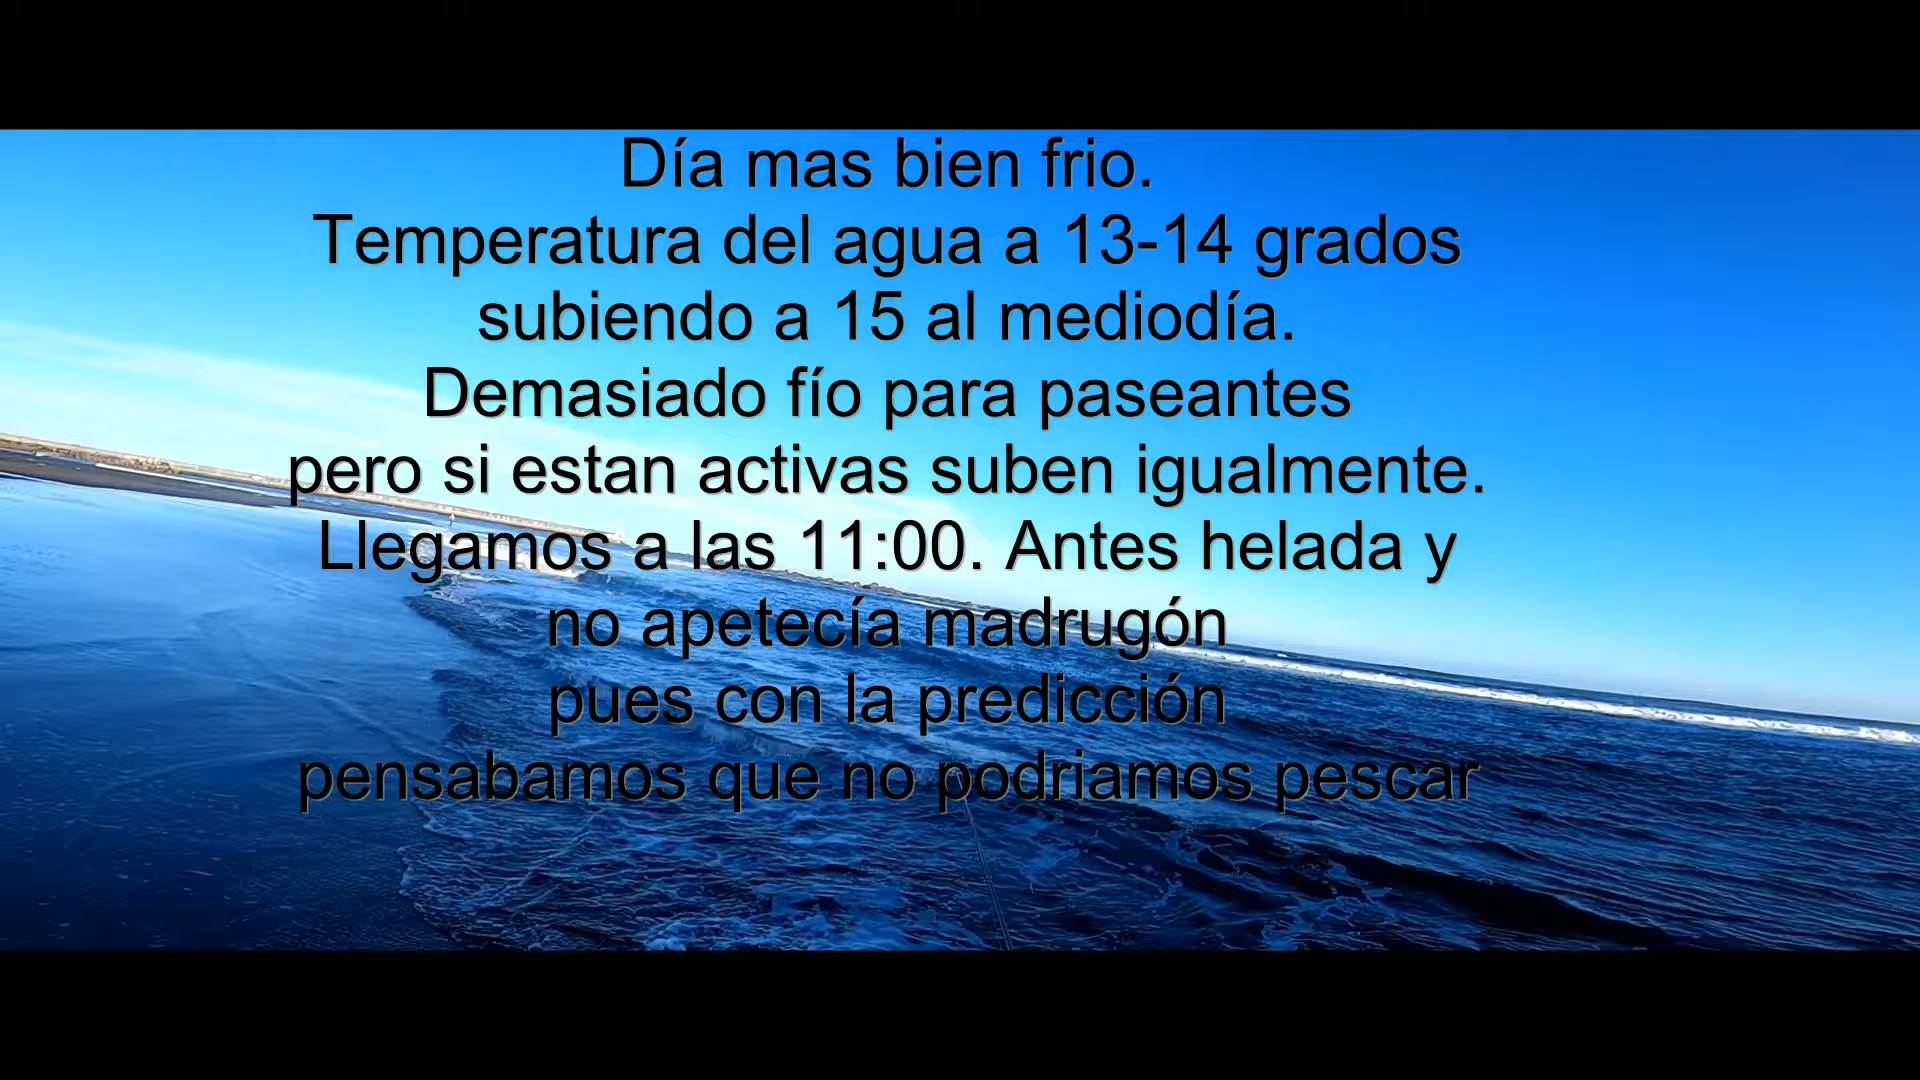 Día mas bien frio.
Temperatura del agua a 13-14 grados
subiendo a 15 al mediodía.
Demasiado fío para paseantes
pero si estan activas suben igualmente.
Llegamos a las 11:00. Antes helada y
no apetecía madrugón
pues con la predicción
pensabamos que no podriamos pescar